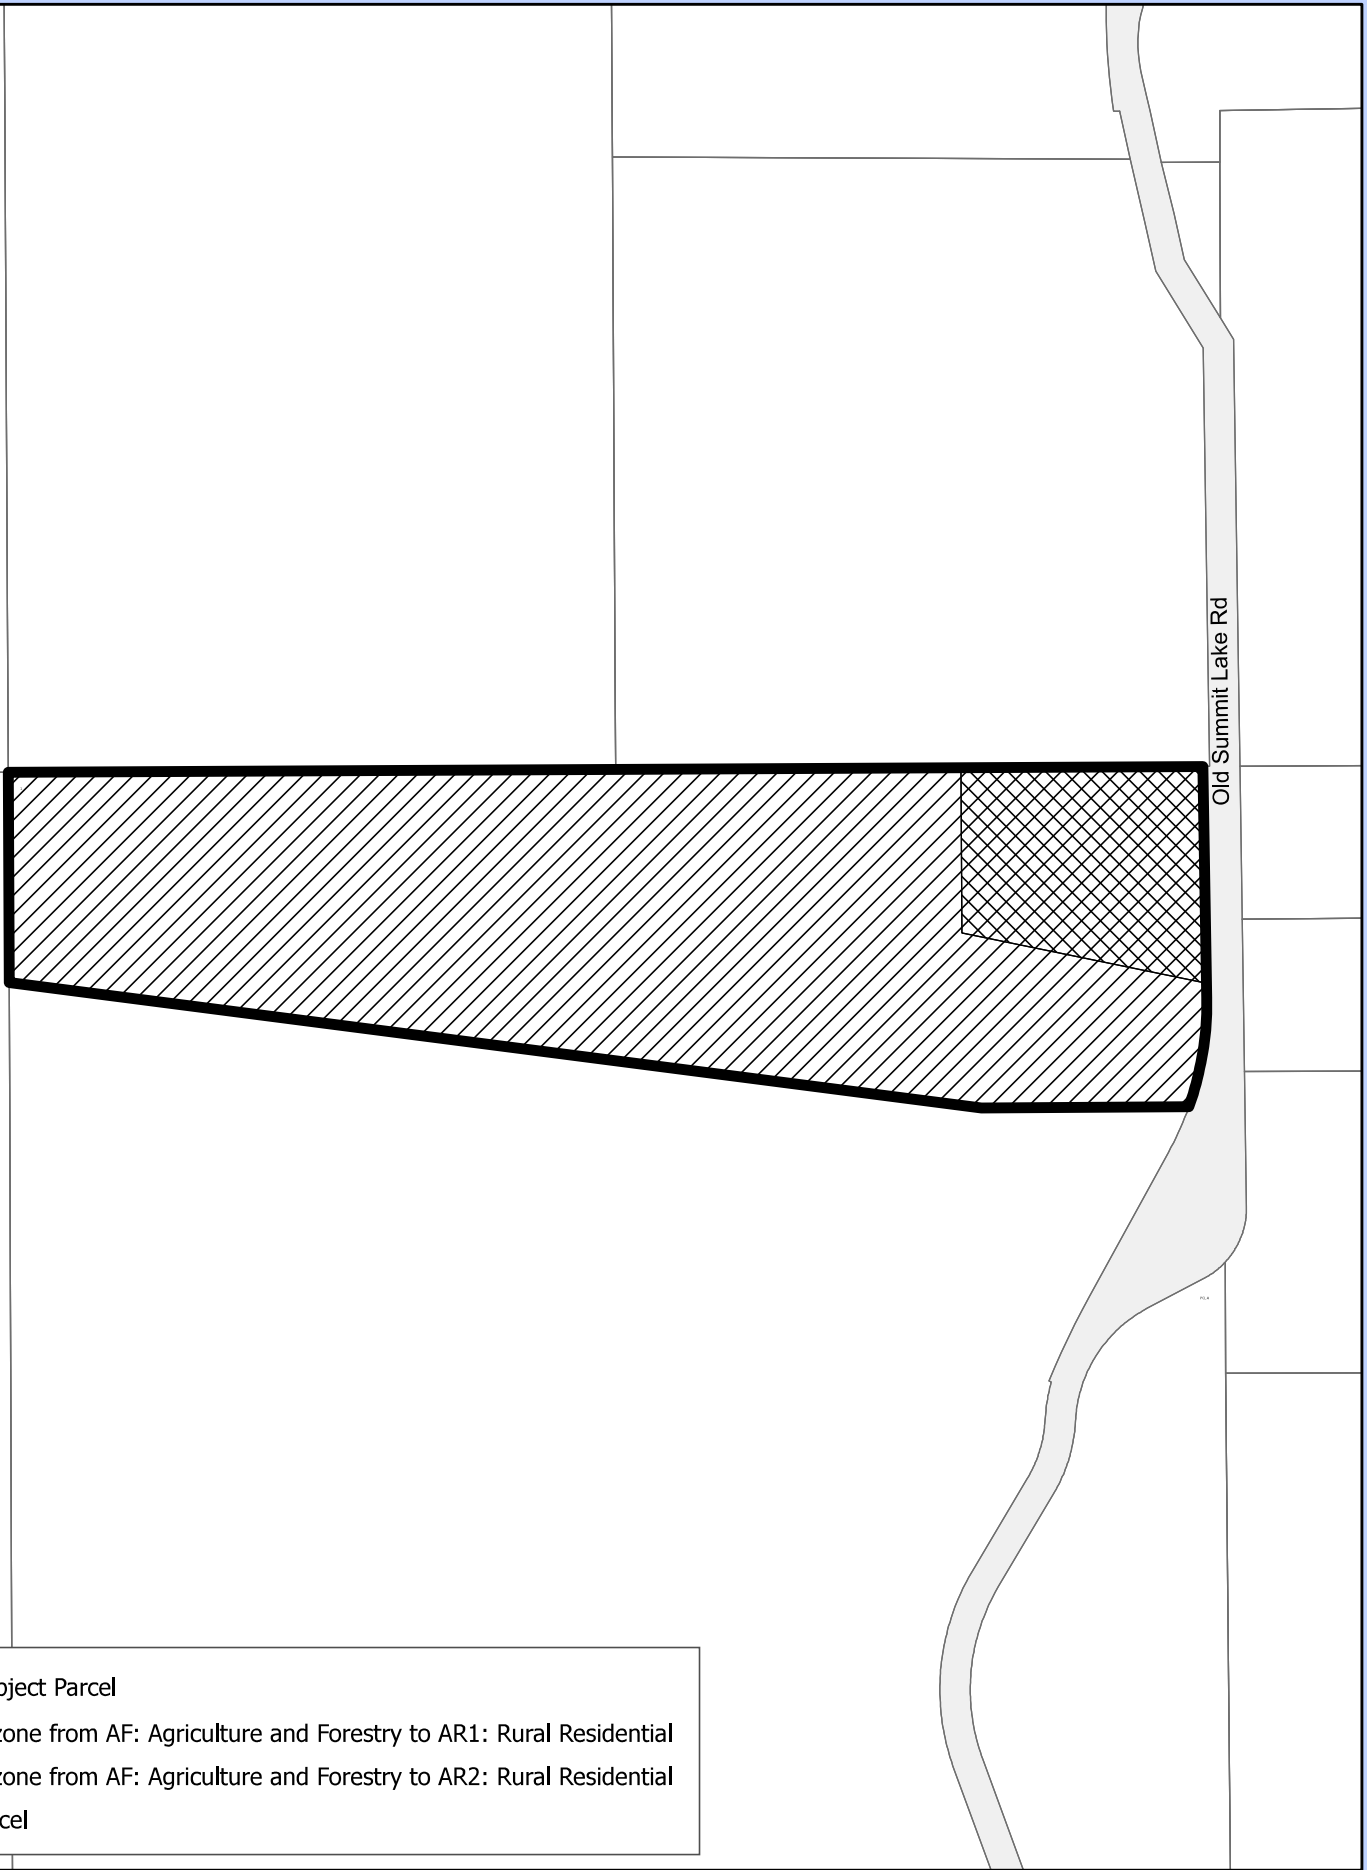 Old Summit Lake Rd
bject Parcel
zone from AF: Agriculture and Forestry to AR1: Rural Residential
zone from AF: Agriculture and Forestry to AR2: Rural Residential
cel